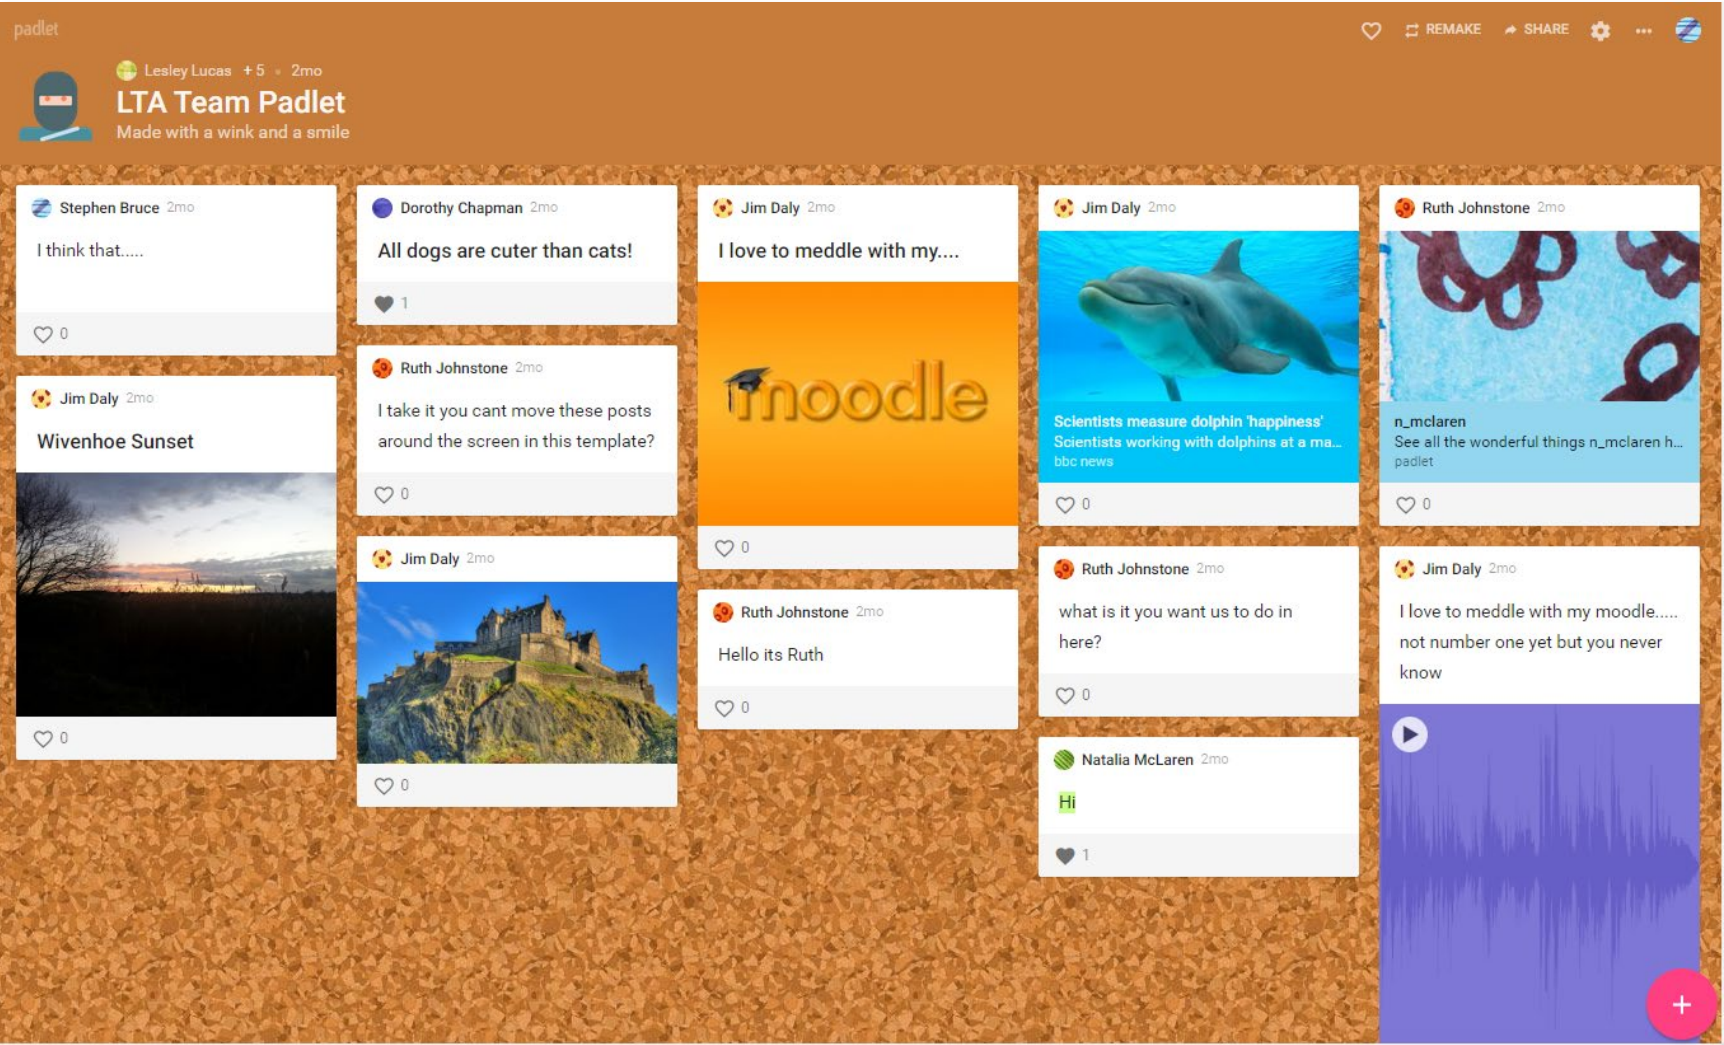 padlet
REMAKE
SHARE
Lesley Lucas +5 • 2mo
LTA Team Padlet
Made with a wink and a smile
Stephen Bruce 2mo
I think that.....
0
Jim Daly 2mo
Wivenhoe Sunset
0
Dorothy Chapman 2mo
All dogs are cuter than cats!
1
Ruth Johnstone 2mo
I take it you cant move these posts
around the screen in this template?
0
Jim Daly 2mo
0
Jim Daly 2mo
I love to meddle with my....
moodle
0
Ruth Johnstone 2mo
Hello its Ruth
0
Jim Daly 2mo
Scientists measure dolphin 'happiness'
Scientists working with dolphins at a ma...
bbc news
0
Ruth Johnstone 2mo
what is it you want us to do in
here?
0
Natalia McLaren 2mo
Hi
1
Ruth Johnstone 2mo
n_mclaren
See all the wonderful things n_mclaren h...
padlet
0
Jim Daly 2mo
I love to meddle with my moodle.....
not number one yet but you never
know